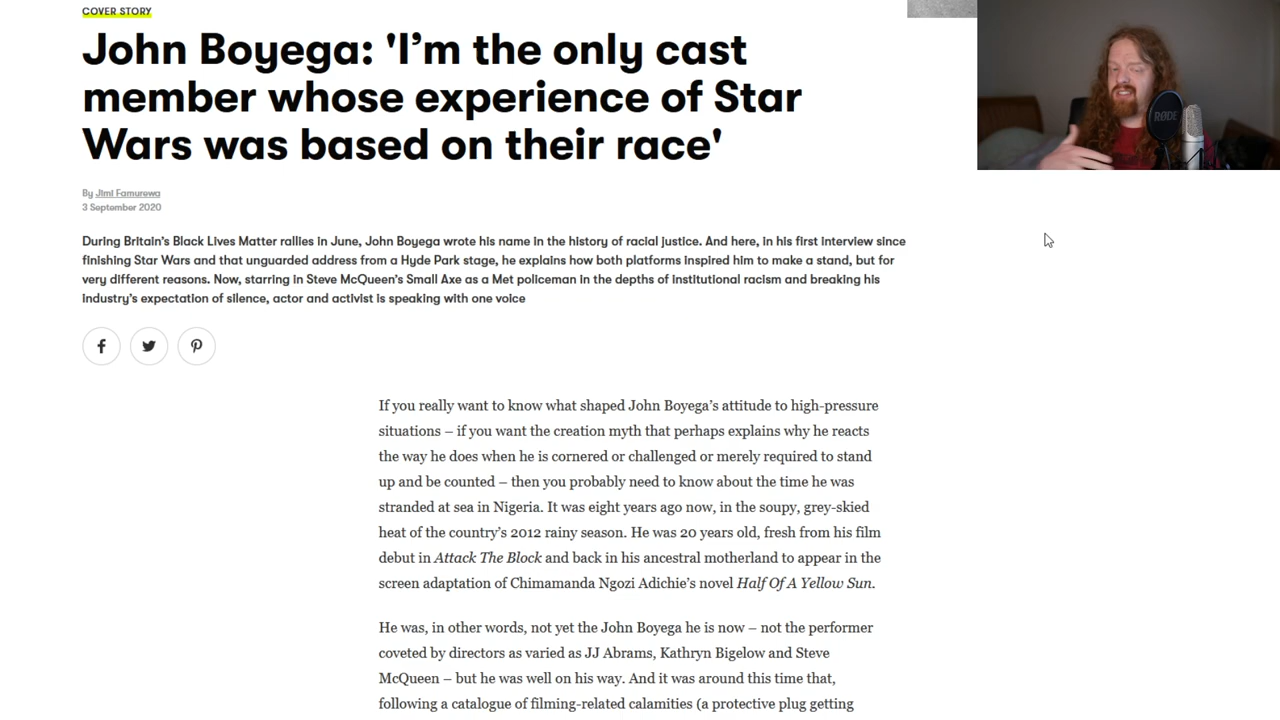 COVER STORY
John Boyega: 'I’m the only cast
member whose experience of Star
Wars was based on their race'
By Jimi Famurewa
3 September 2020
During Britain’s Black Lives Matter rallies in June, John Boyega wrote his name in the history of racial justice. And here, in his first interview since
finishing Star Wars and that unguarded address from a Hyde Park stage, he explains how both platforms inspired him to make a stand, but for
very different reasons. Now, starring in Steve McQueen’s Small Axe as a Met policeman in the depths of institutional racism and breaking his
industry’s expectation of silence, actor and activist is speaking with one voice
If you really want to know what shaped John Boyega’s attitude to high-pressure
situations – if you want the creation myth that perhaps explains why he reacts
the way he does when he is cornered or challenged or merely required to stand
up and be counted – then you probably need to know about the time he was
stranded at sea in Nigeria. It was eight years ago now, in the soupy, grey-skied
heat of the country’s 2012 rainy season. He was 20 years old, fresh from his film
debut in Attack The Block and back in his ancestral motherland to appear in the
screen adaptation of Chimamanda Ngozi Adichie’s novel Half Of A Yellow Sun.
He was, in other words, not yet the John Boyega he is now – not the performer
coveted by directors as varied as JJ Abrams, Kathryn Bigelow and Steve
McQueen – but he was well on his way. And it was around this time that,
following a catalogue of filming-related calamities (a protective plug getting
RØDE